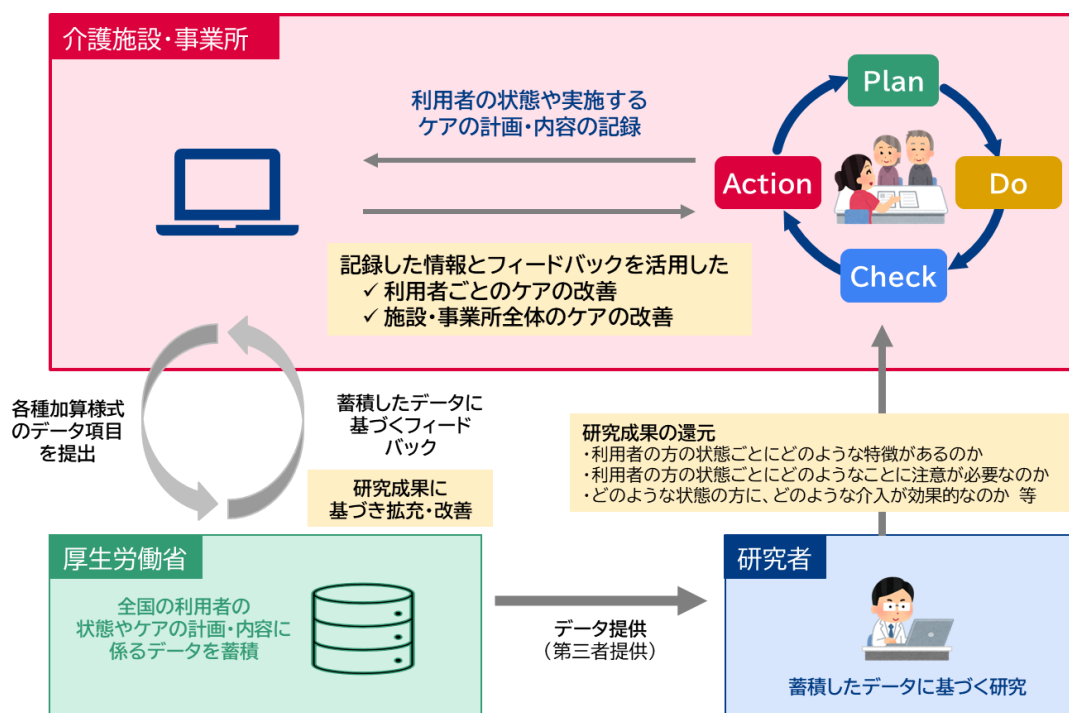 介護施設・事業所
利用者の状態や実施する
ケアの計画・内容の記録
Plan
Action
Do
Check
記録した情報とフィードバックを活用した
✓ 利用者ごとのケアの改善
✓ 施設・事業所全体のケアの改善
各種加算様式
のデータ項目
を提出
蓄積したデータに
基づくフィード
バック
研究成果に
基づき拡充・改善
研究成果の還元
・利用者の方の状態ごとにどのような特徴があるのか
・利用者の方の状態ごとにどのようなことに注意が必要なのか
・どのような状態の方に、どのような介入が効果的なのか 等
厚生労働省
全国の利用者の
状態やケアの計画・内容に
係るデータを蓄積
データ提供
（第三者提供）
研究者
蓄積したデータに基づく研究